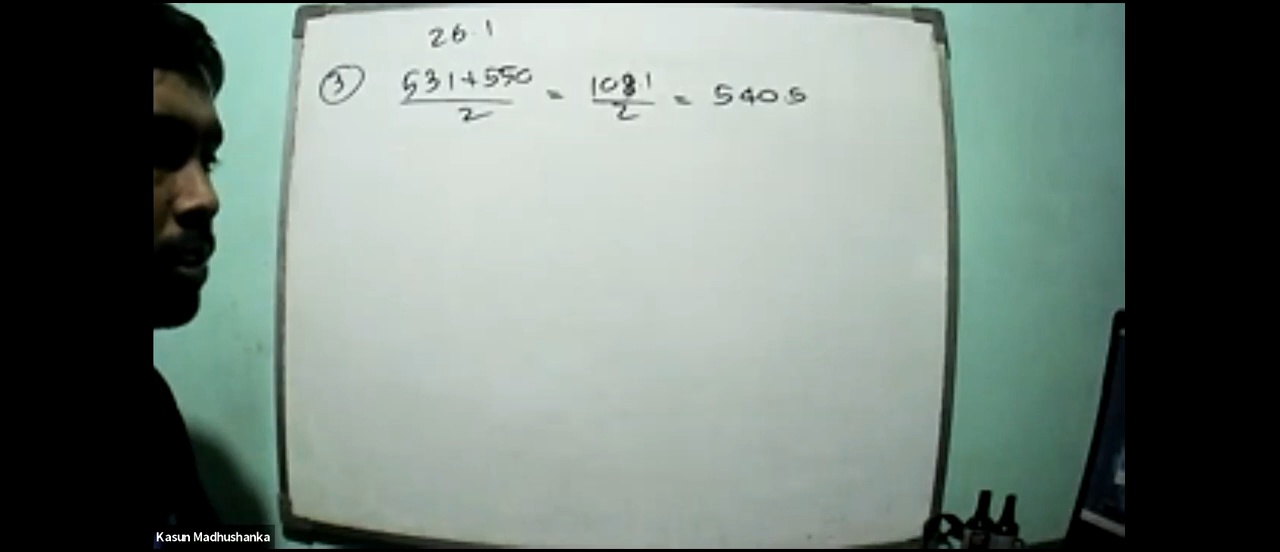 26.1
③ 531+550/2 = 1081/2 = 540.5
Kasun Madhushanka